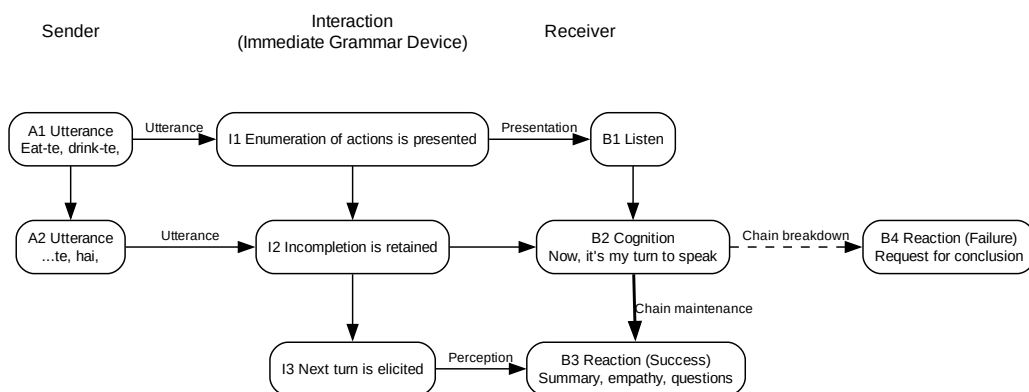 Sender
Interaction
(Immediate Grammar Device)
Receiver
A1 Utterance
Eat-te, drink-te,
Utterance
I1 Enumeration of actions is presented
Presentation
B1 Listen
A2 Utterance
...te, hai,
Utterance
I2 Incompletion is retained
B2 Cognition
Now, it's my turn to speak
Chain breakdown
B4 Reaction (Failure)
Request for conclusion
Chain maintenance
I3 Next turn is elicited
Perception
B3 Reaction (Success)
Summary, empathy, questions